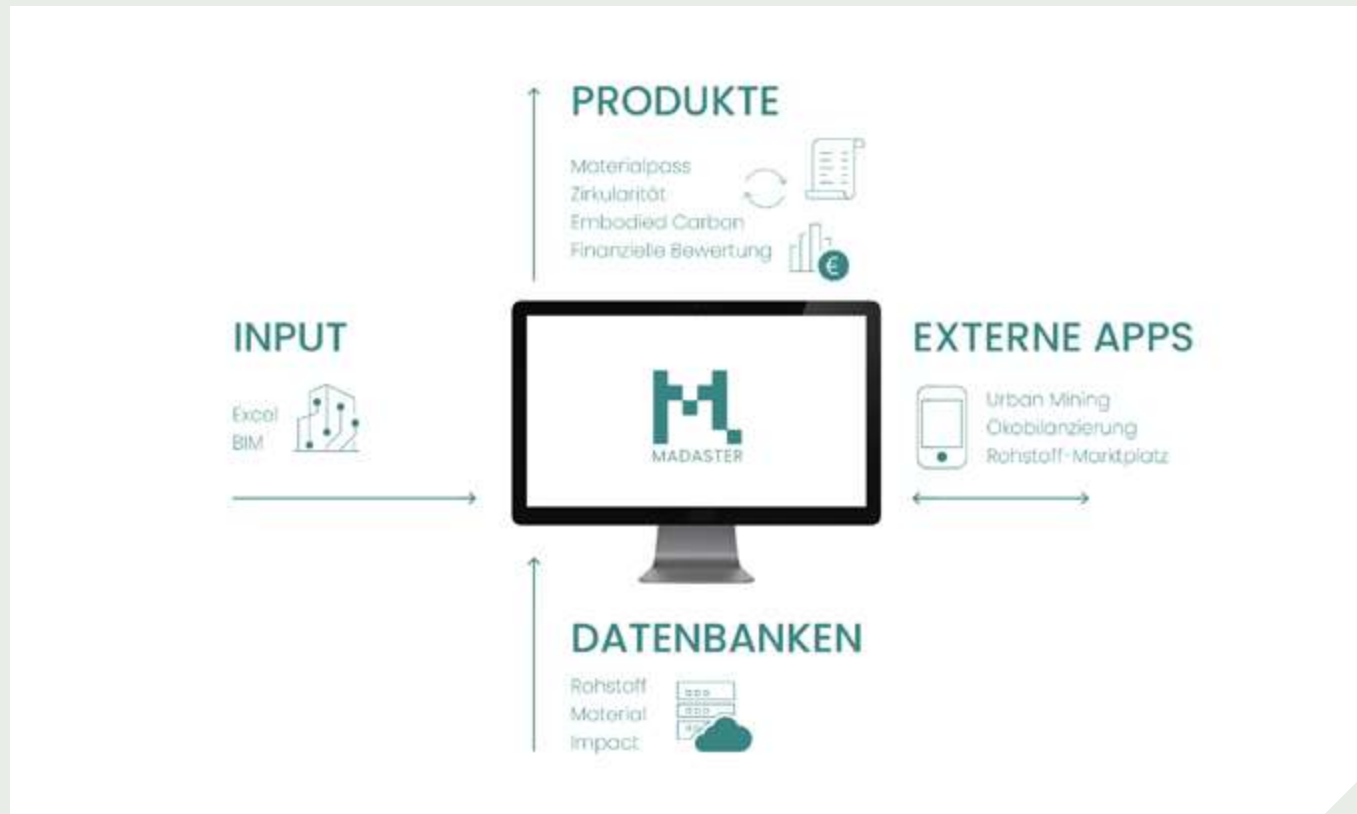 PRODUKTE
Materialpass
Zirkularität
Embodied Carbon
Finanzielle Bewertung
€
INPUT
Excel
BIM
MADASTER
EXTERNE APPS
Urban Mining
Ökobilanzierung
Rohstoff-Marktplatz
DATENBANKEN
Rohstoff
Material
Impact